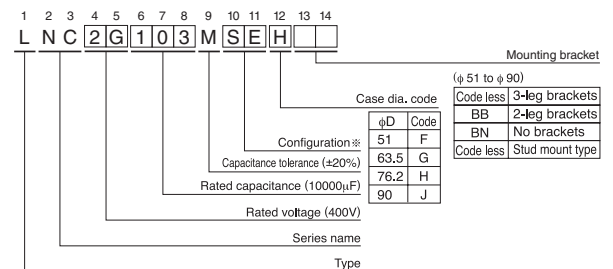 1 2 3 4 5 6 7 8 9 10 11 12 13 14
L N C 2 G 1 0 3 M S E H
Mounting bracket
(φ 51 to φ 90)
Code less 3-leg brackets
BB 2-leg brackets
BN No brackets
Code less Stud mount type
Case dia. code
φD Code
51 F
63.5 G
76.2 H
90 J
Configuration※
Capacitance tolerance (±20%)
Rated capacitance (10000μF)
Rated voltage (400V)
Series name
Type